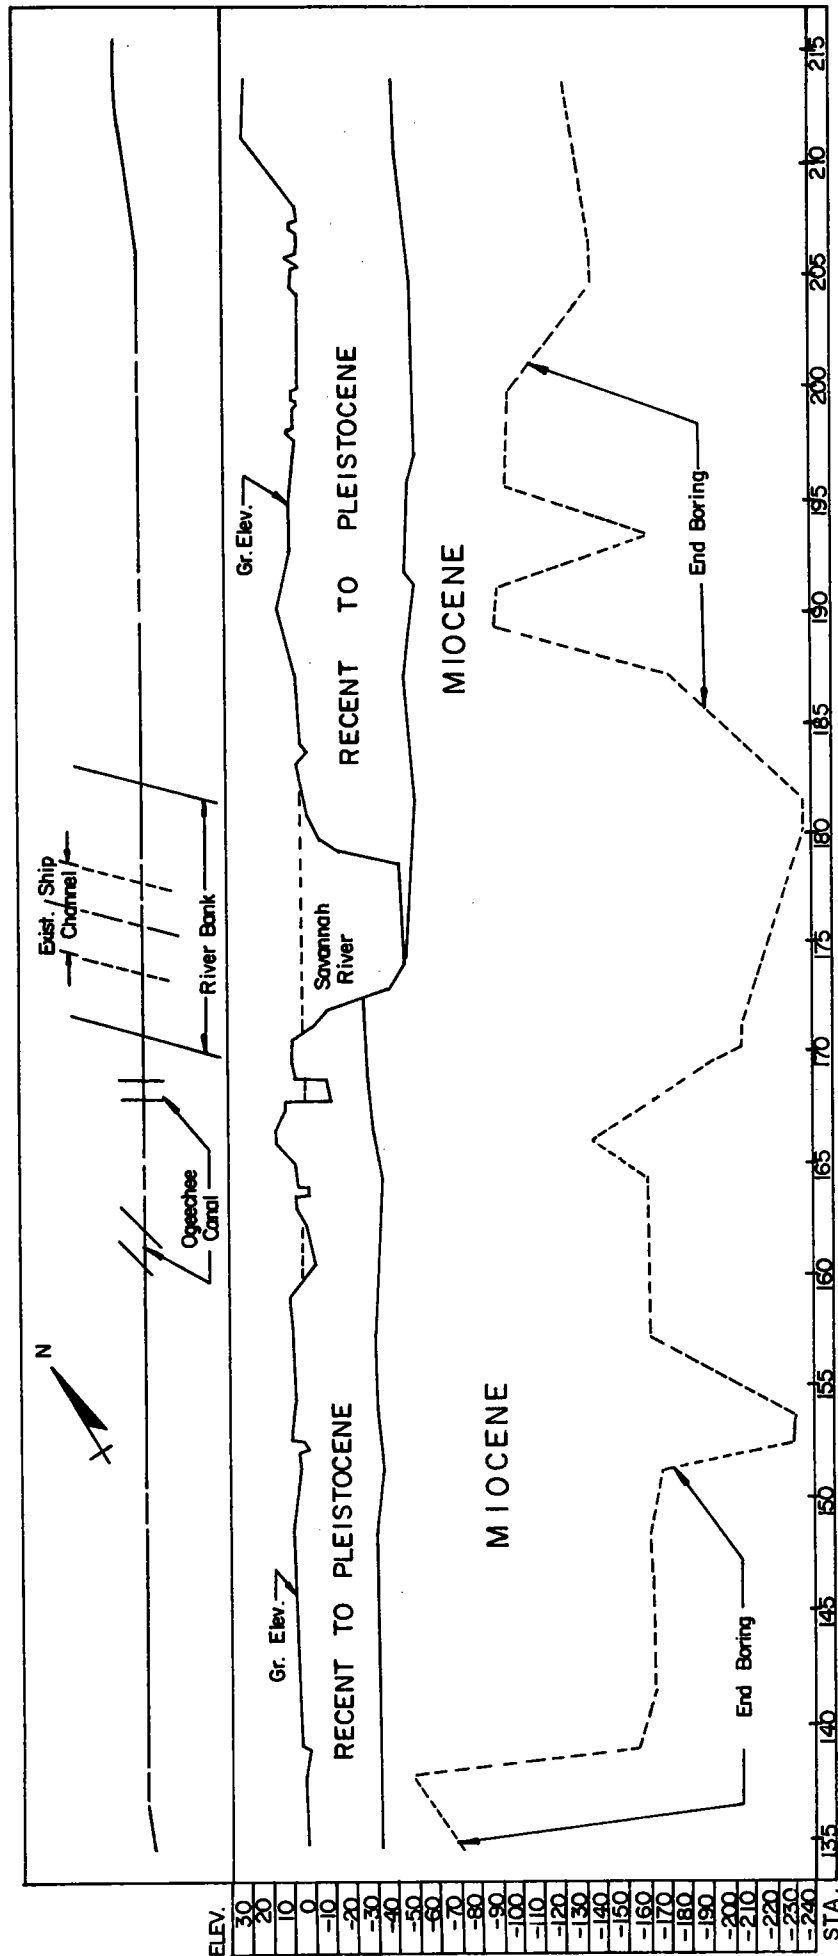 N
Exist. Ship
Channel
River Bank
Ogeechee
Canal
ELEV.
30
20
10
0
-10
-20
-30
-40
-50
-60
-70
-80
-90
-100
-110
-120
-130
-140
-150
-160
-170
-180
-190
-200
-210
-220
-230
-240
STA.
Gr. Elev.
Gr. Elev.
Savannah
River
RECENT TO PLEISTOCENE
RECENT TO PLEISTOCENE
MIOCENE
MIOCENE
End Boring
End Boring
135
140
145
150
155
160
165
170
175
180
185
190
195
200
205
210
215